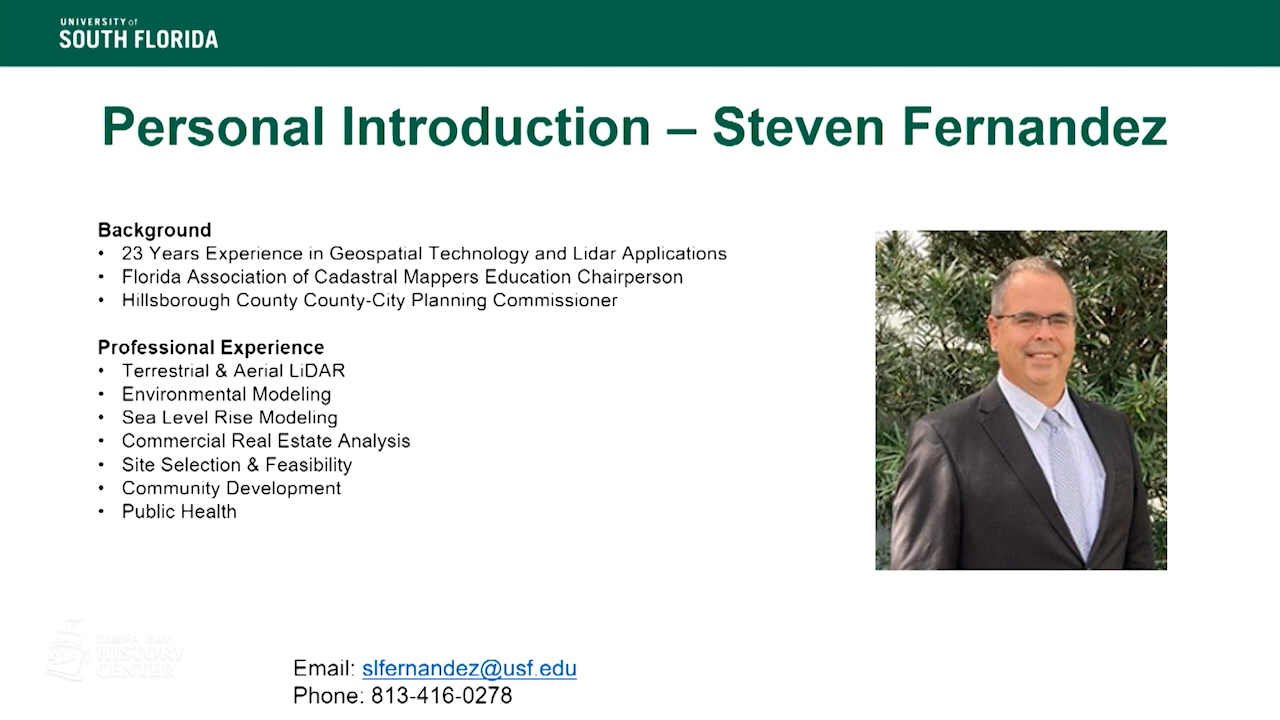 UNIVERSITY of
SOUTH FLORIDA
Personal Introduction – Steven Fernandez
Background
• 23 Years Experience in Geospatial Technology and Lidar Applications
• Florida Association of Cadastral Mappers Education Chairperson
• Hillsborough County County-City Planning Commissioner
Professional Experience
• Terrestrial & Aerial LiDAR
• Environmental Modeling
• Sea Level Rise Modeling
• Commercial Real Estate Analysis
• Site Selection & Feasibility
• Community Development
• Public Health
TAMPA BAY
HISTORY
CENTER
Email: slfernandez@usf.edu
Phone: 813-416-0278